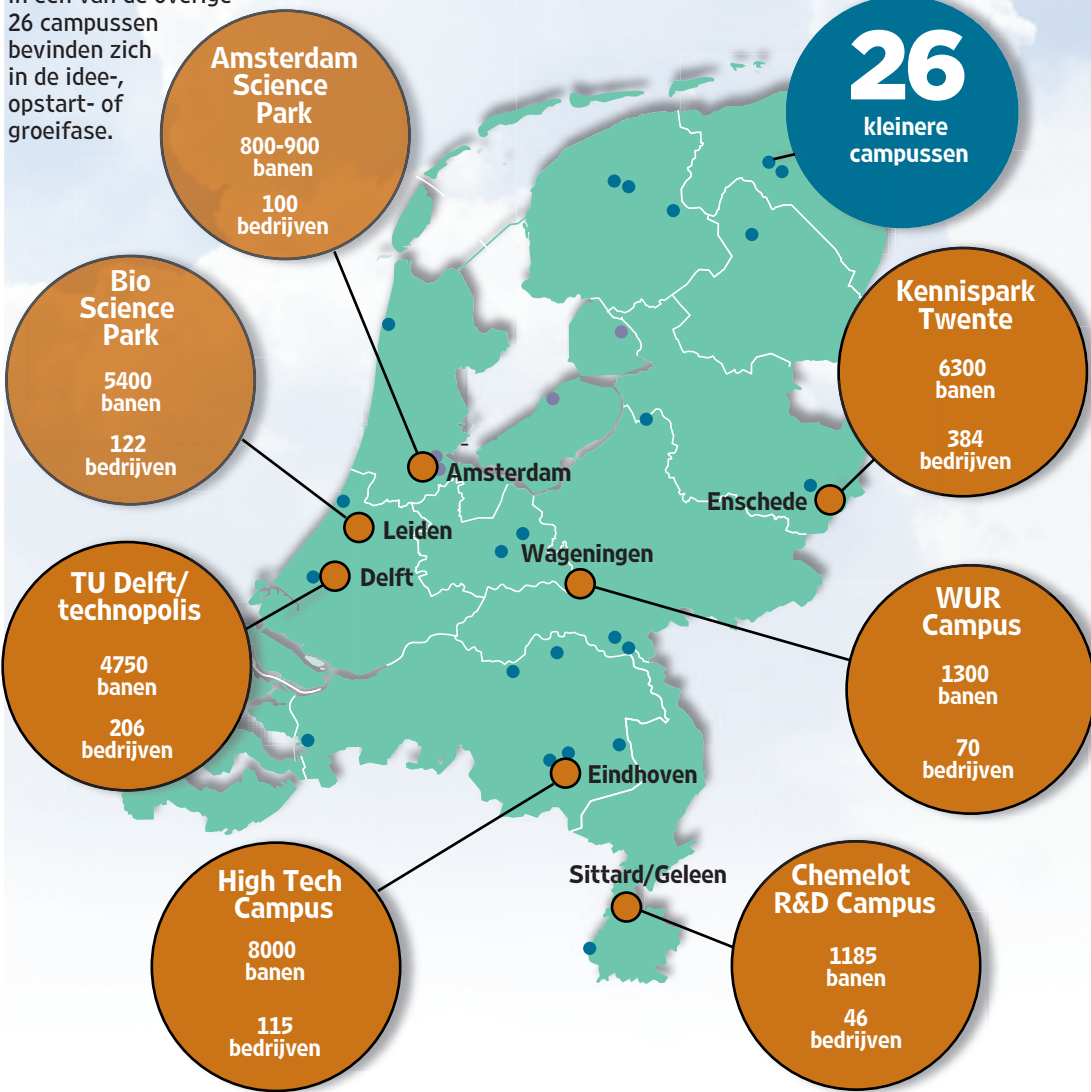 26 campussen
bevinden zich
in de idee-,
opstart- of
groeifase.
Amsterdam
Science
Park
800-900
banen
100
bedrijven
26
kleinere
campussen
Bio
Science
Park
5400
banen
122
bedrijven
Kennispark
Twente
6300
banen
384
bedrijven
Amsterdam
Enschede
Leiden
Wageningen
Delft
TU Delft/
technopolis
4750
banen
206
bedrijven
WUR
Campus
1300
banen
70
bedrijven
Eindhoven
Sittard/Geleen
High Tech
Campus
8000
banen
115
bedrijven
Chemelot
R&D Campus
1185
banen
46
bedrijven